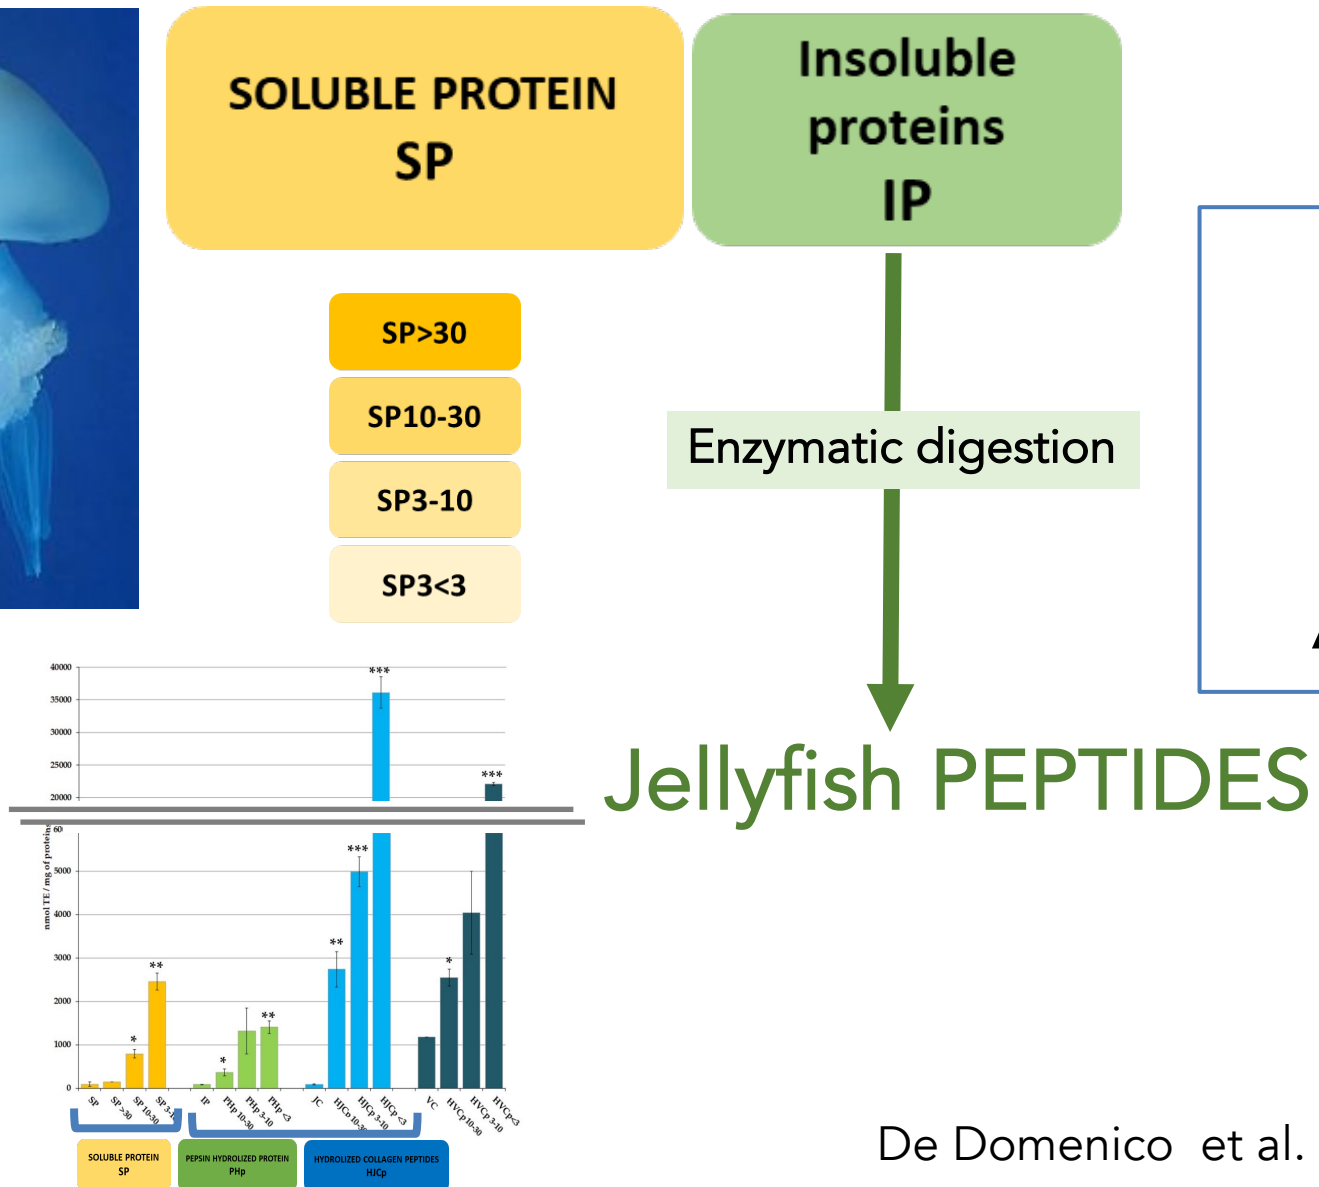 SOLUBLE PROTEIN
SP
Insoluble
proteins
IP
SP>30
SP10-30
SP3-10
SP3<3
Enzymatic digestion
Jellyfish PEPTIDES
40000
***
35000
30000
25000
***
20000
60
nmol TE / mg of proteins
5000
***
4000
3000
**
**
*
2000
**
1000
*
*
0
SP
SP >30
SP 10-30
SP 3-10
IP
PHp 10-30
PHp 3-10
PHp <3
JC
HJCp 10-30
HJCp 3-10
HJCp <3
VC
HVCp 10-30
HVCp 3-10
HVCp<3
SOLUBLE PROTEIN
SP
PEPSIN HYDROLIZED PROTEIN
PHp
HYDROLIZED COLLAGEN PEPTIDES
HJCp
De Domenico et al.